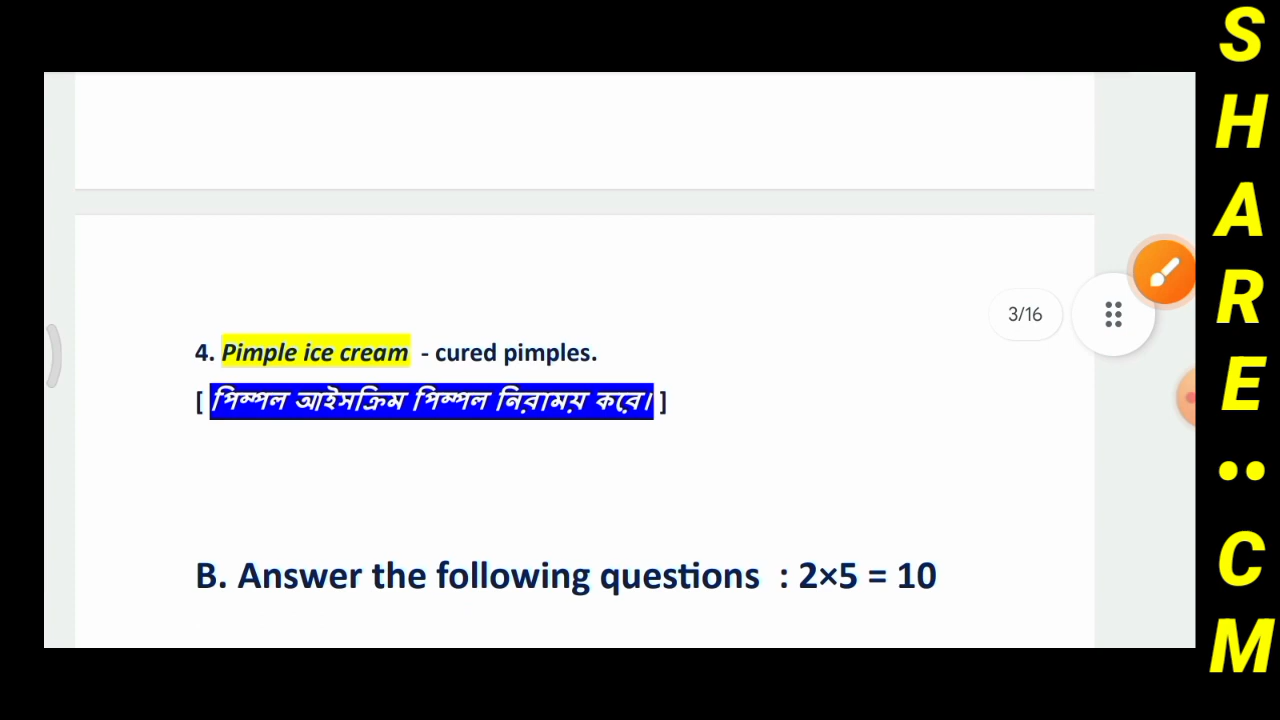 3/16
4. Pimple ice cream - cured pimples.
[ পিম্পল আইসক্রিম পিম্পল নিরাময় করে। ]
B. Answer the following questions : 2×5 = 10
SHARE··CM